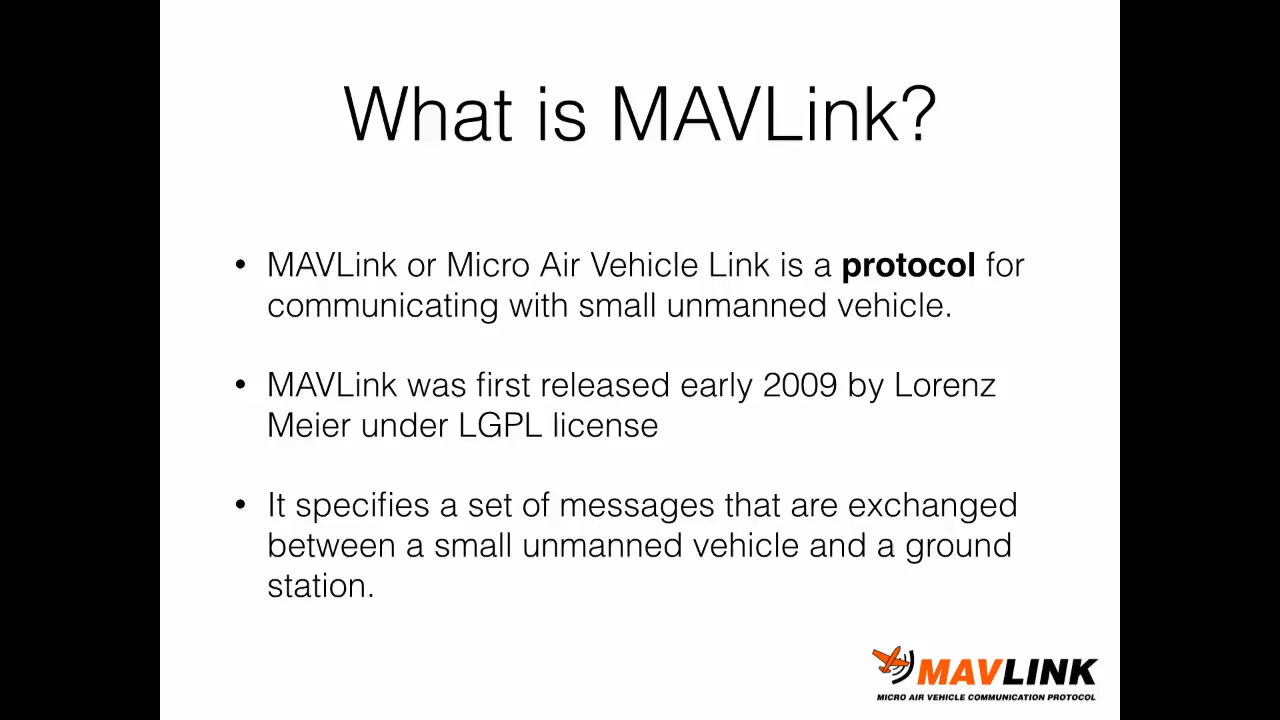 What is MAVLink?
• MAVLink or Micro Air Vehicle Link is a protocol for
communicating with small unmanned vehicle.
• MAVLink was first released early 2009 by Lorenz
Meier under LGPL license
• It specifies a set of messages that are exchanged
between a small unmanned vehicle and a ground
station.
MAVLINK
MICRO AIR VEHICLE COMMUNICATION PROTOCOL